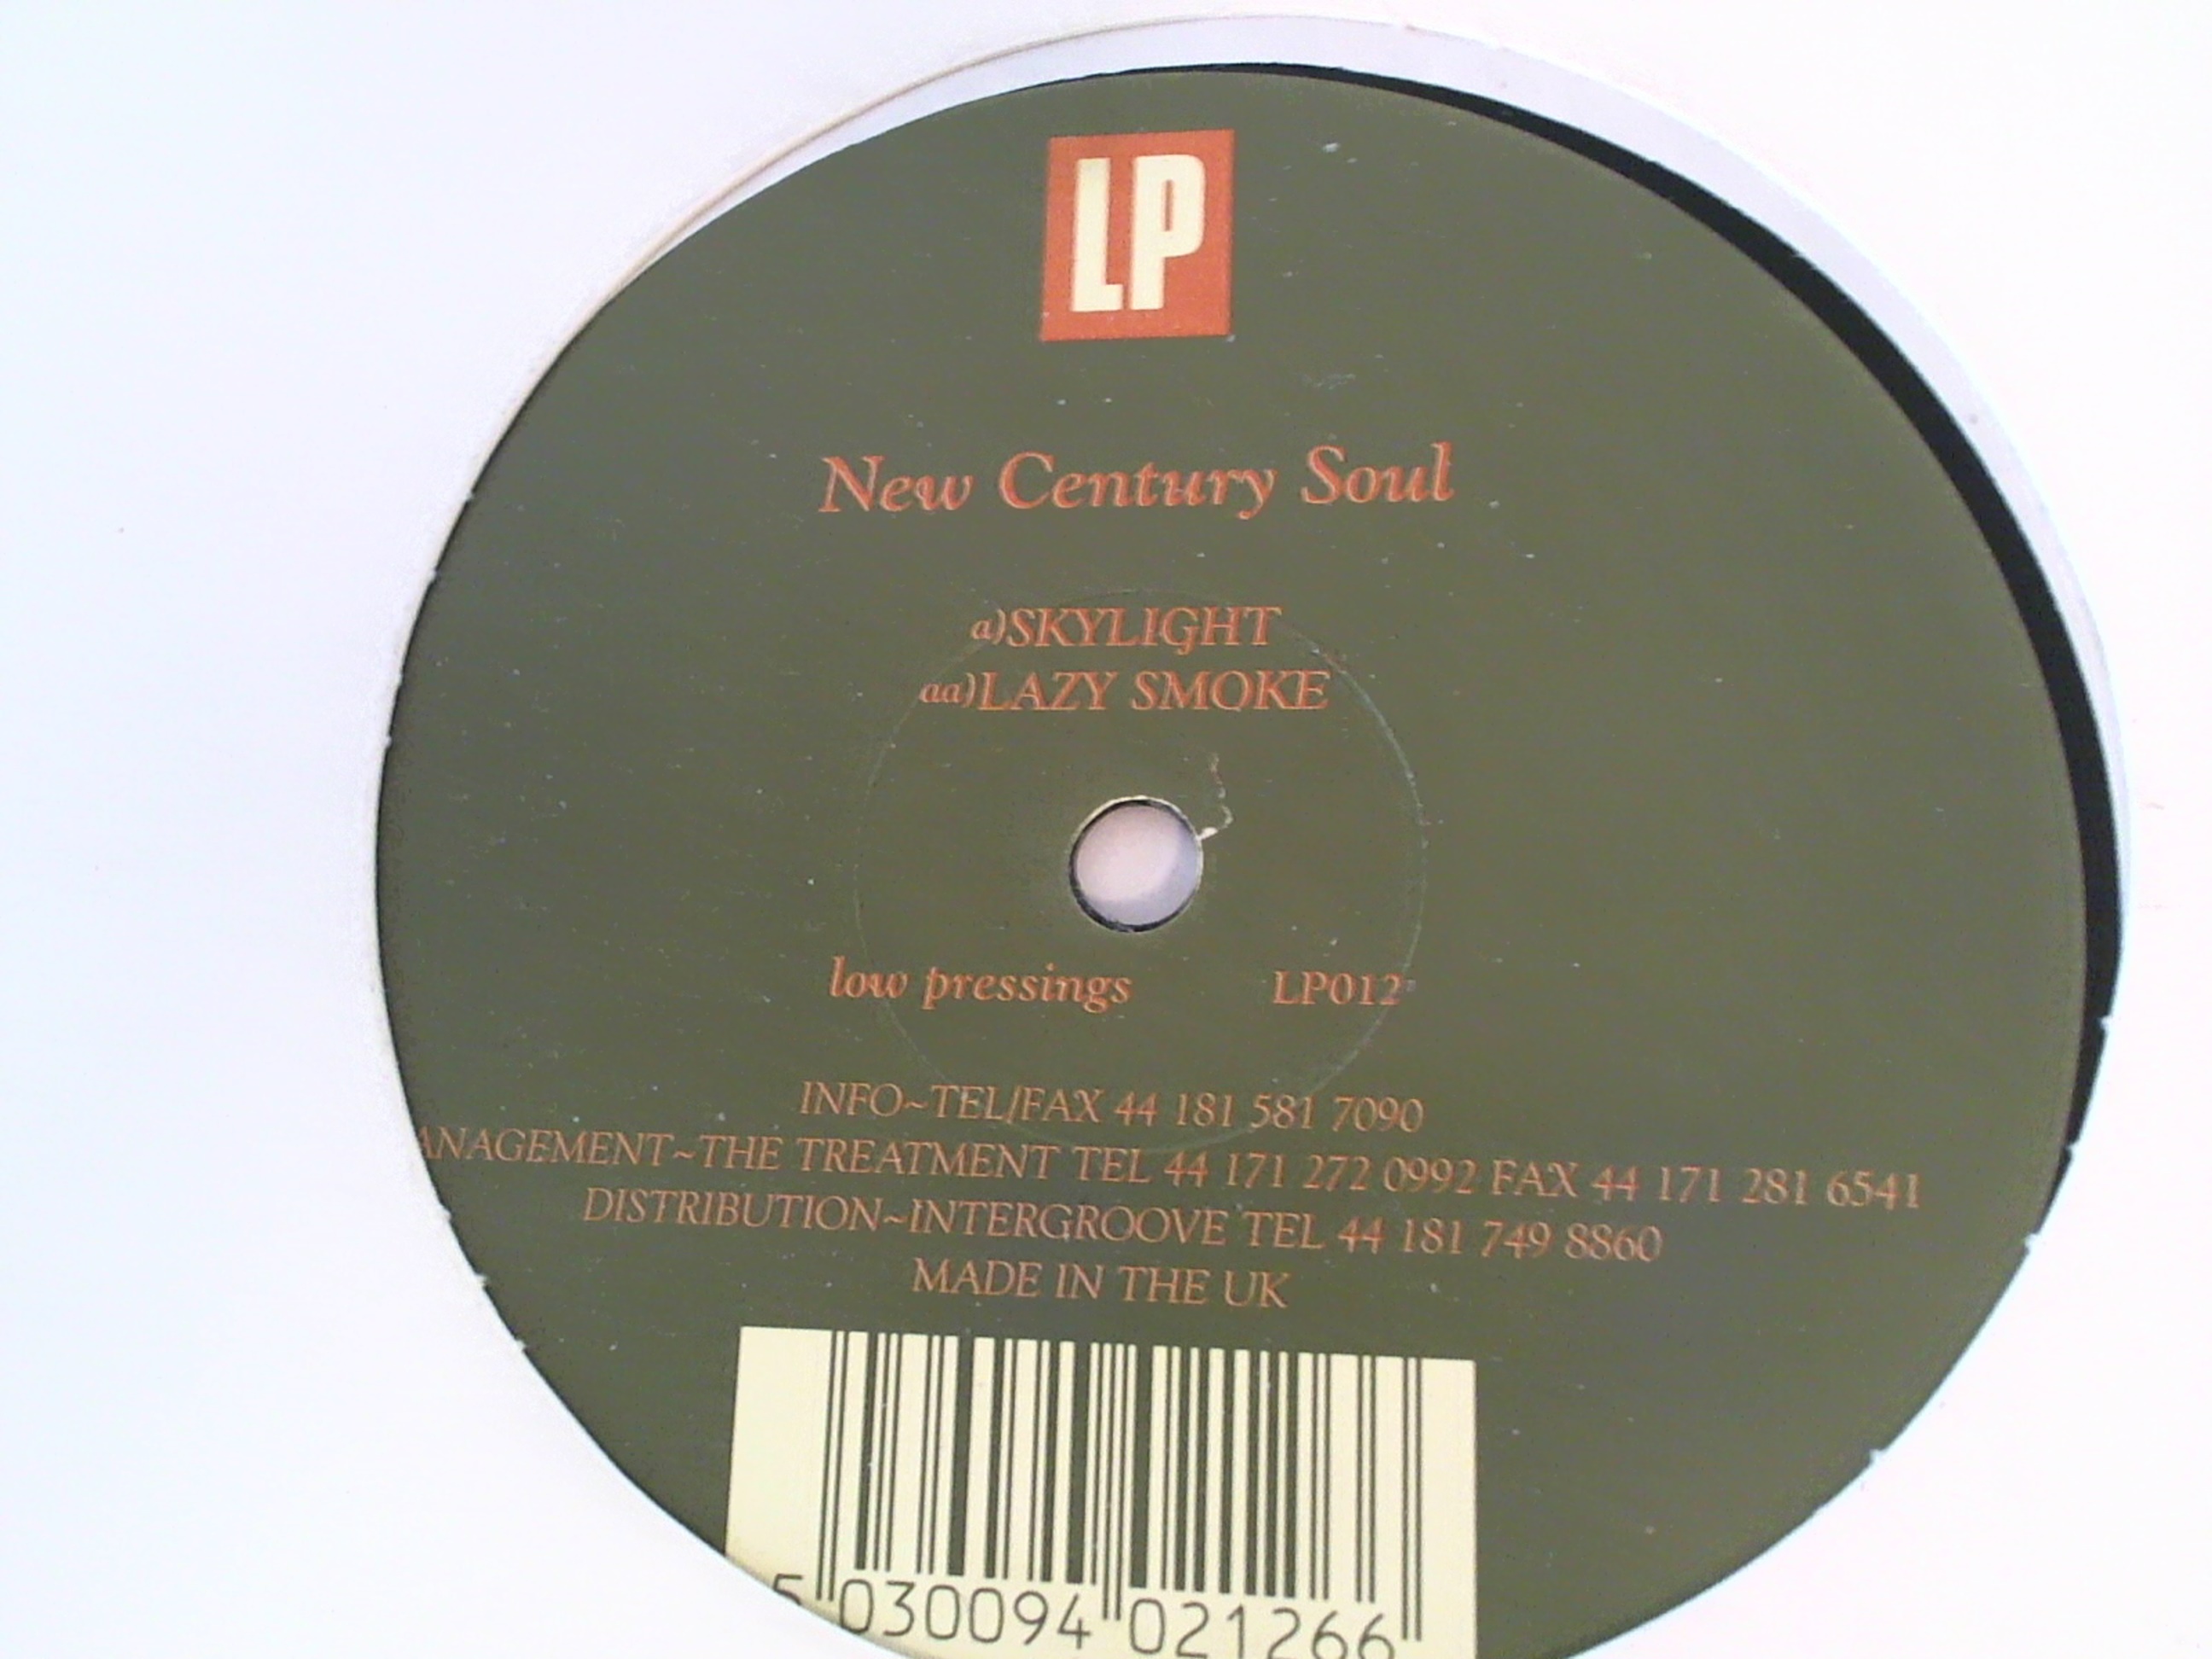 LP
New Century Soul
a)SKYLIGHT
aa)LAZY SMOKE
low pressings LP012
INFO~TEL/FAX 44 181 581 7090
ANAGEMENT~THE TREATMENT TEL 44 171 272 0992 FAX 44 171 281 6541
DISTRIBUTION~INTERGROOVE TEL 44 181 749 8860
MADE IN THE UK
5 030094 021266